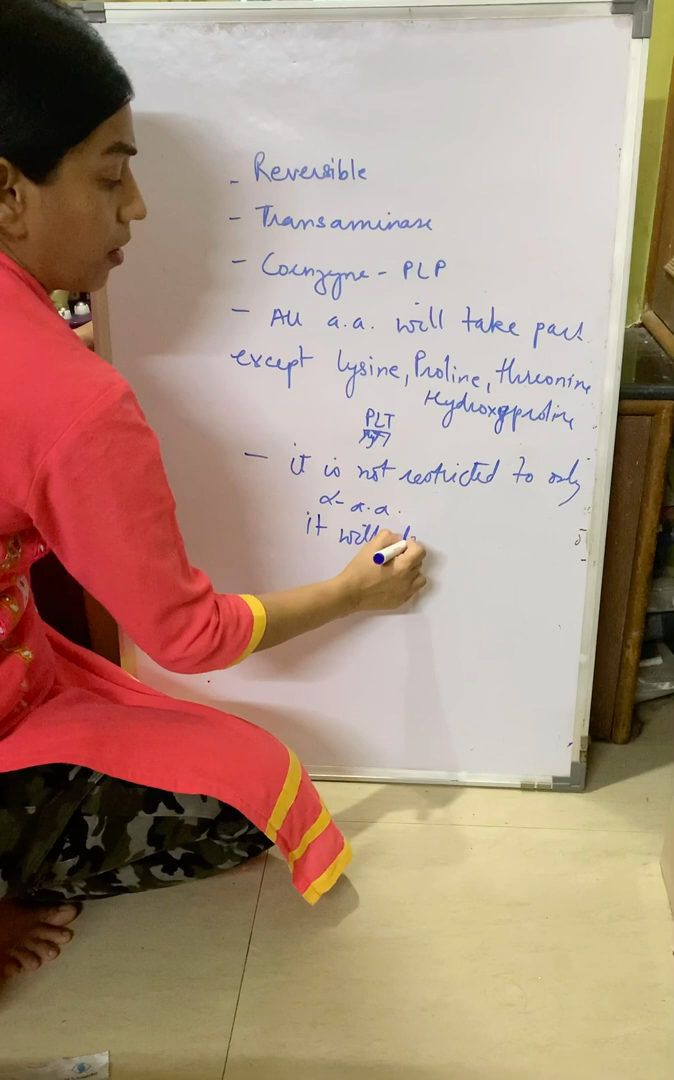 - Reversible
- Transaminase
- Coenzyme - PLP
- All a.a. will take part
except lysine, Proline, threonine,
Hydroxyproline
PLT
- it is not restricted to only
α- a.a.
it will